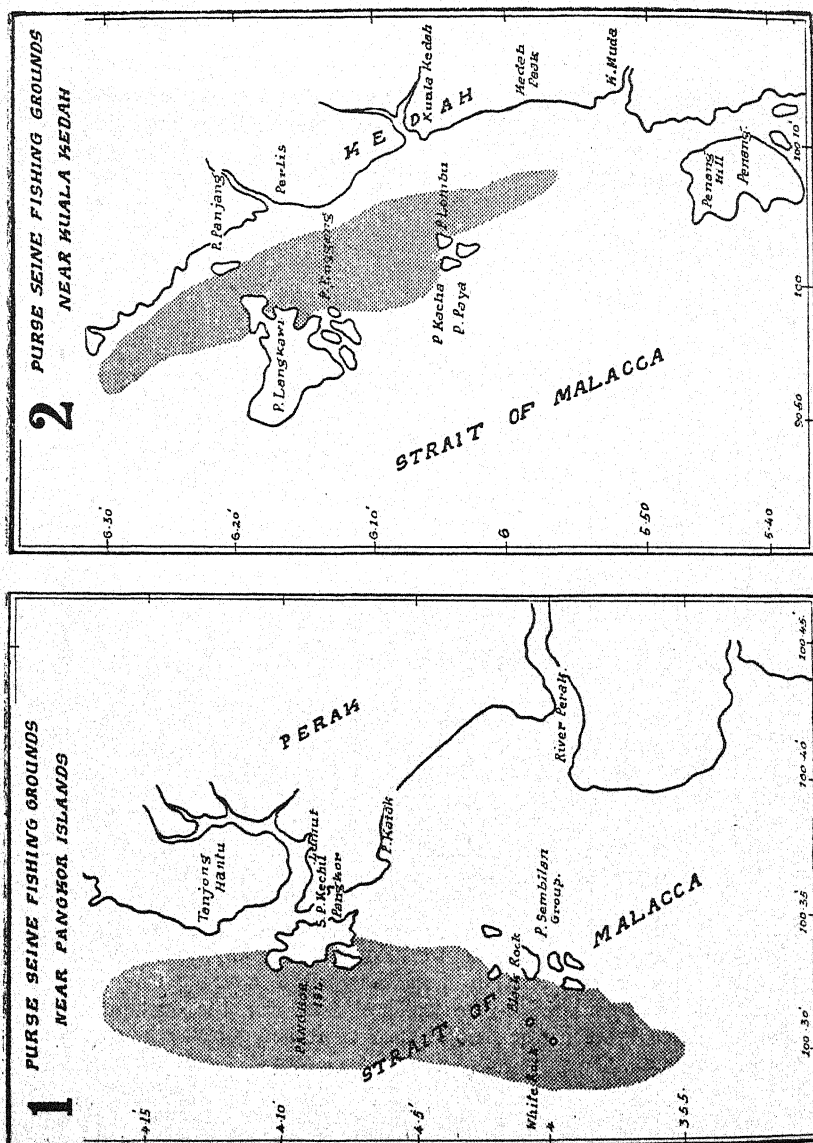 1
PURSE SEINE FISHING GROUNDS
NEAR PANGKOR ISLANDS
4·15'
4·10'
4·5'
4
3·55
PERAK
Tanjong
Hantu
Lumut
S.P. Kechil
Pangkor
PANGKOR
ISL.
P. Katak
River Perak.
P. Sembilan
Group.
Black Rock
White Rock
STRAIT OF MALACCA
100·30'
100·35'
100·40'
100·45'
2
PURSE SEINE FISHING GROUNDS
NEAR KUALA KEDAH
6·30'
6·20'
6·10'
6
5·50
5·40
P. Panjang
Perlis
KEDAH
Kuala Kedah
Kedah
Peak
K. Muda
P. Langkawi
P. Lembu
P Kacha
P. Paya
Penang
Hill
Penang.
STRAIT OF MALACCA
100
100·10'